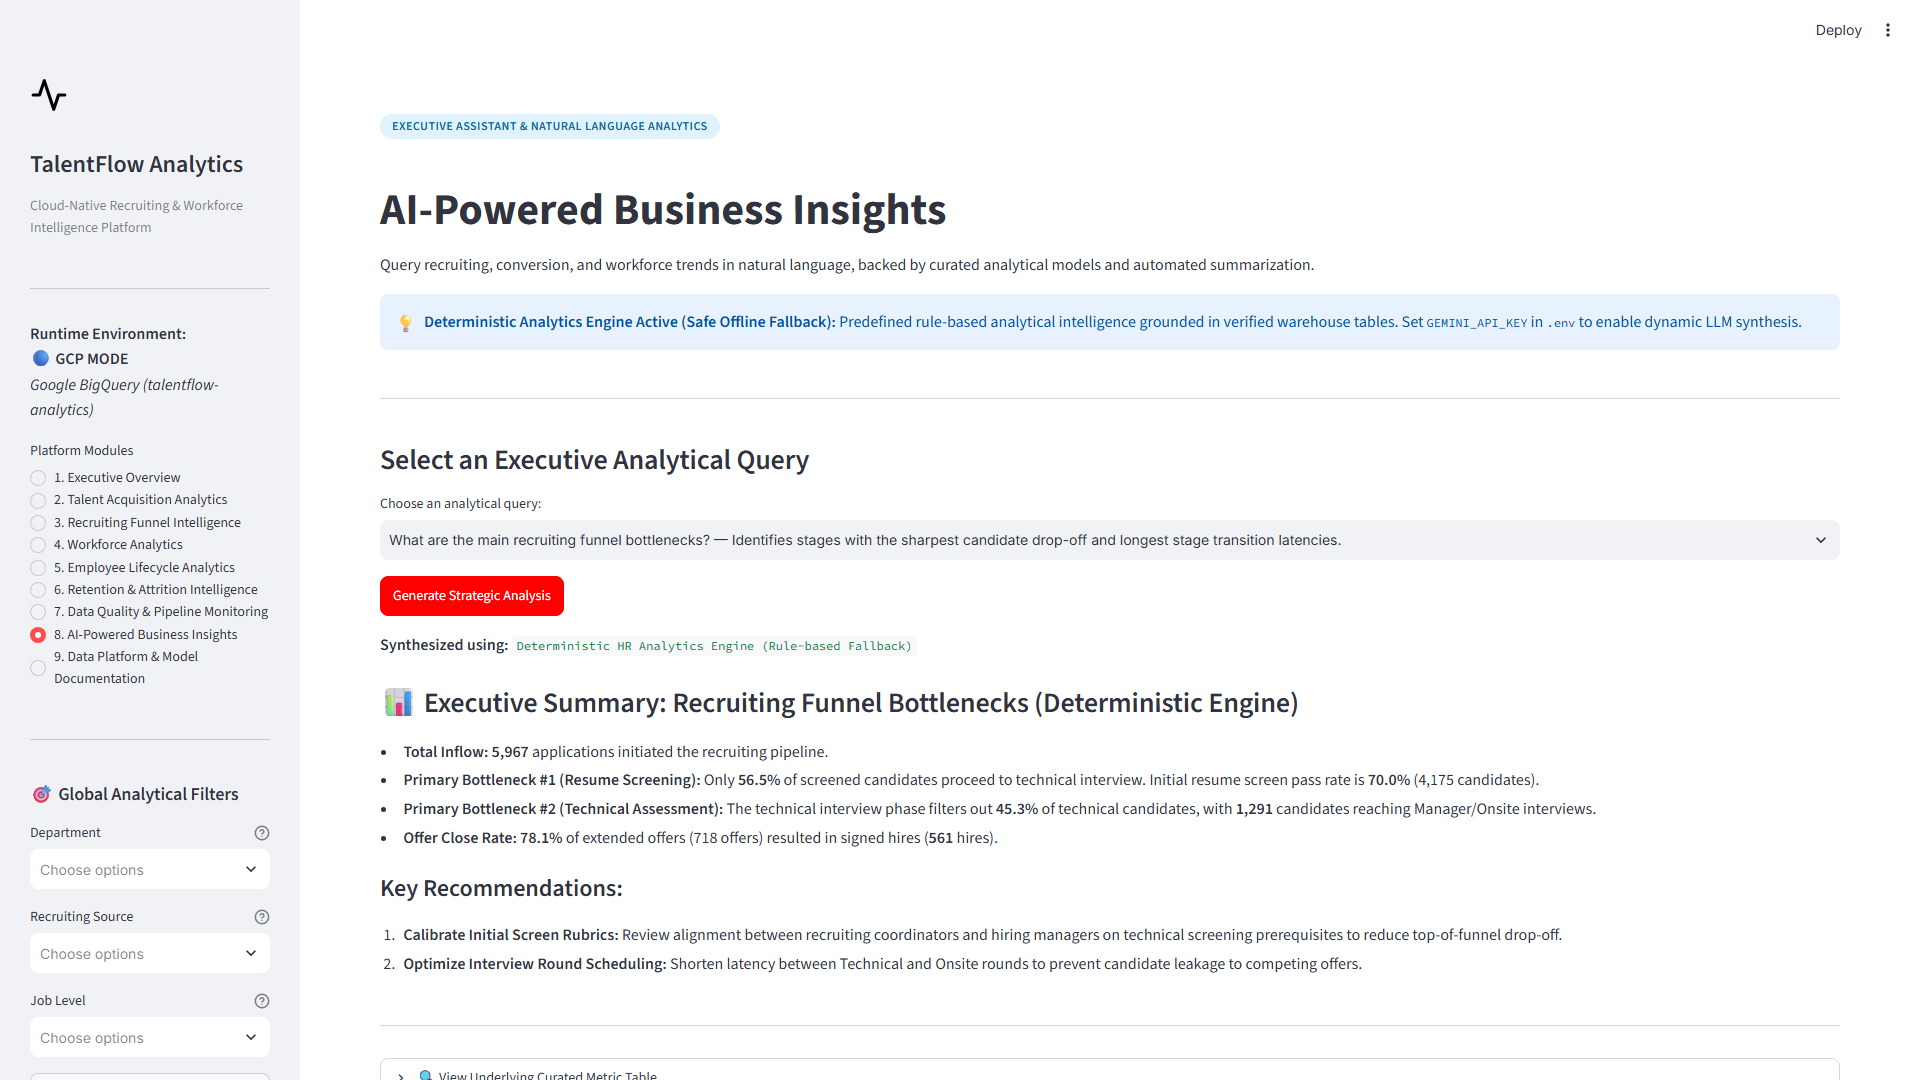 Deploy
TalentFlow Analytics
Cloud-Native Recruiting & Workforce
Intelligence Platform
Runtime Environment:
GCP MODE
Google BigQuery (talentflow-
analytics)
Platform Modules
1. Executive Overview
2. Talent Acquisition Analytics
3. Recruiting Funnel Intelligence
4. Workforce Analytics
5. Employee Lifecycle Analytics
6. Retention & Attrition Intelligence
7. Data Quality & Pipeline Monitoring
8. AI-Powered Business Insights
9. Data Platform & Model
Documentation
Global Analytical Filters
Department
Choose options
Recruiting Source
Choose options
Job Level
Choose options
EXECUTIVE ASSISTANT & NATURAL LANGUAGE ANALYTICS
AI-Powered Business Insights
Query recruiting, conversion, and workforce trends in natural language, backed by curated analytical models and automated summarization.
Deterministic Analytics Engine Active (Safe Offline Fallback): Predefined rule-based analytical intelligence grounded in verified warehouse tables. Set GEMINI_API_KEY in .env to enable dynamic LLM synthesis.
Select an Executive Analytical Query
Choose an analytical query:
What are the main recruiting funnel bottlenecks? — Identifies stages with the sharpest candidate drop-off and longest stage transition latencies.
Generate Strategic Analysis
Synthesized using: Deterministic HR Analytics Engine (Rule-based Fallback)
Executive Summary: Recruiting Funnel Bottlenecks (Deterministic Engine)
• Total Inflow: 5,967 applications initiated the recruiting pipeline.
• Primary Bottleneck #1 (Resume Screening): Only 56.5% of screened candidates proceed to technical interview. Initial resume screen pass rate is 70.0% (4,175 candidates).
• Primary Bottleneck #2 (Technical Assessment): The technical interview phase filters out 45.3% of technical candidates, with 1,291 candidates reaching Manager/Onsite interviews.
• Offer Close Rate: 78.1% of extended offers (718 offers) resulted in signed hires (561 hires).
Key Recommendations:
1. Calibrate Initial Screen Rubrics: Review alignment between recruiting coordinators and hiring managers on technical screening prerequisites to reduce top-of-funnel drop-off.
2. Optimize Interview Round Scheduling: Shorten latency between Technical and Onsite rounds to prevent candidate leakage to competing offers.
View Underlying Curated Metric Table